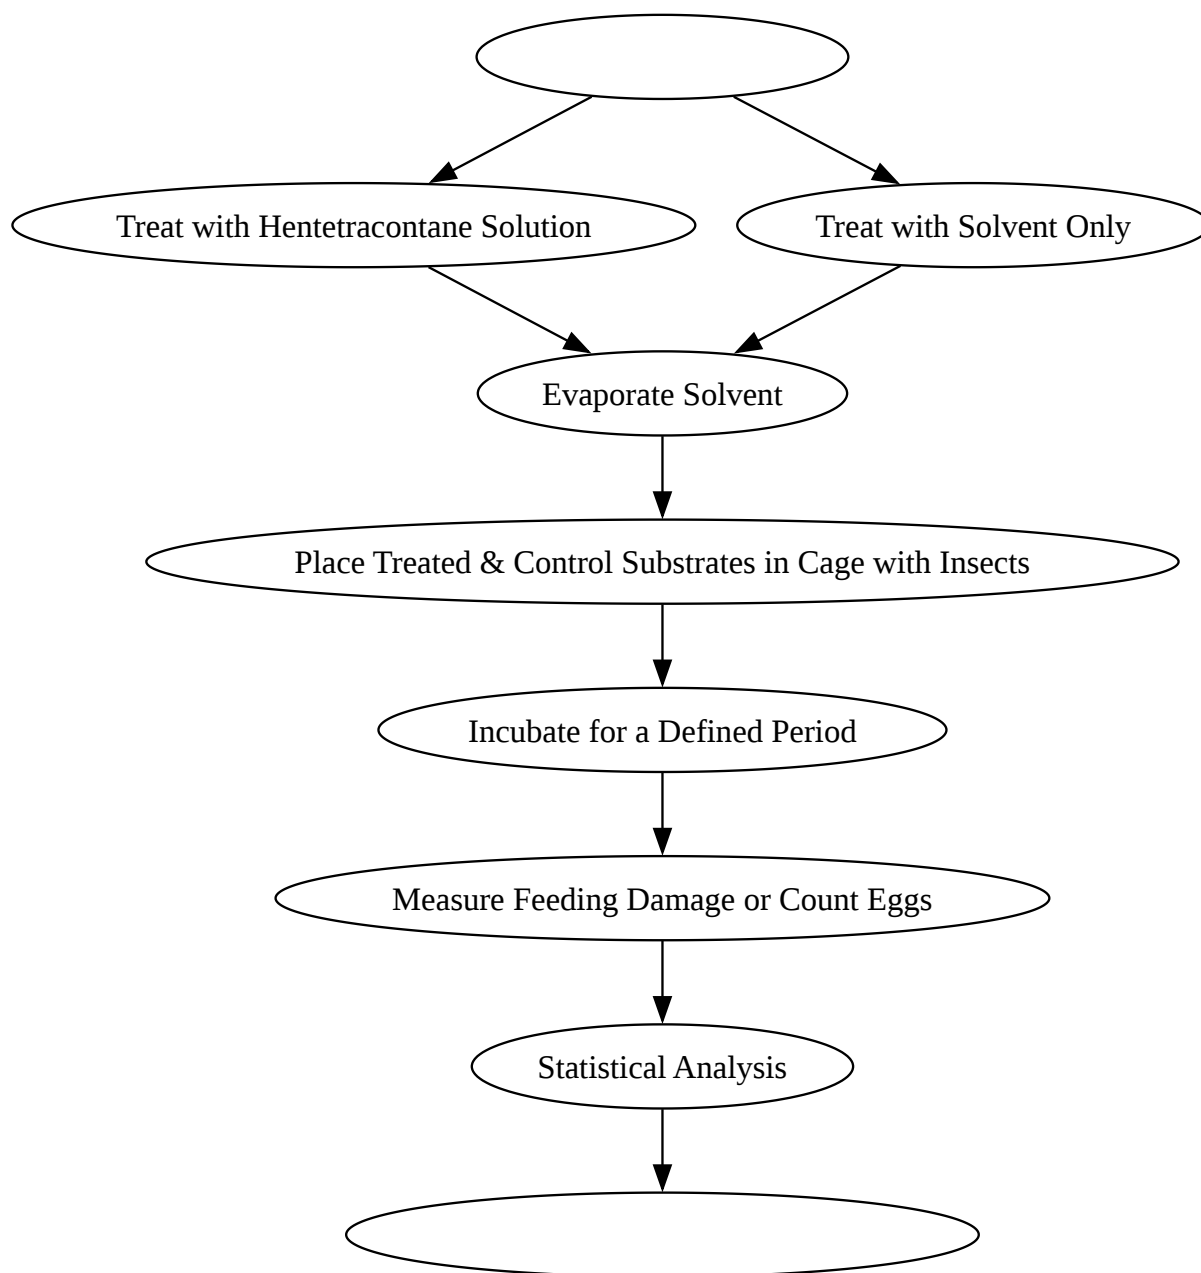 Treat with Hentetracontane Solution
Treat with Solvent Only
Evaporate Solvent
Place Treated & Control Substrates in Cage with Insects
Incubate for a Defined Period
Measure Feeding Damage or Count Eggs
Statistical Analysis